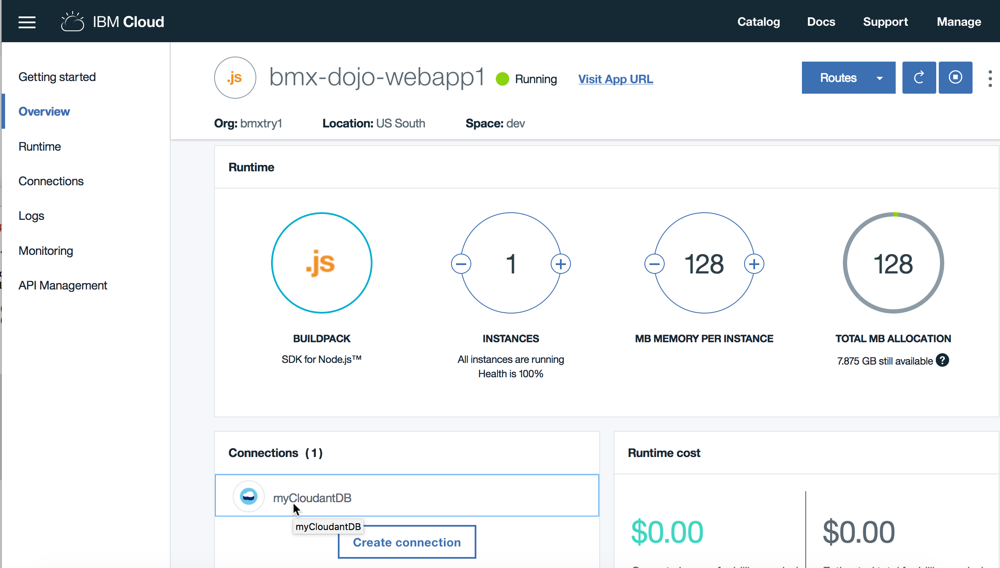 IBM Cloud
Catalog Docs Support Manage
Getting started
Overview
Runtime
Connections
Logs
Monitoring
API Management
.js
bmx-dojo-webapp1
Running
Visit App URL
Routes
Org: bmxtry1
Location: US South
Space: dev
Runtime
.js
1
128
128
BUILDPACK
SDK for Node.js™
INSTANCES
All instances are running
Health is 100%
MB MEMORY PER INSTANCE
TOTAL MB ALLOCATION
7.875 GB still available ?
Connections (1)
myCloudantDB
myCloudantDB
Create connection
Runtime cost
$0.00
$0.00